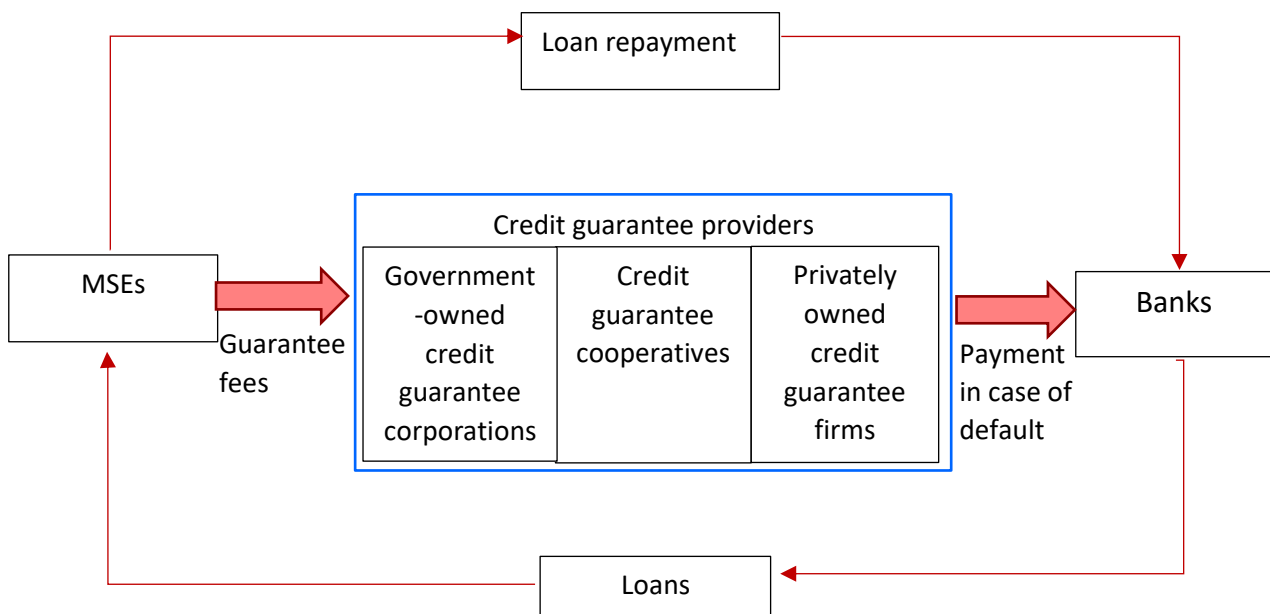 Loan repayment
Credit guarantee providers
MSEs
Guarantee
fees
Government
-owned
credit
guarantee
corporations
Credit
guarantee
cooperatives
Privately
owned
credit
guarantee
firms
Payment
in case of
default
Banks
Loans